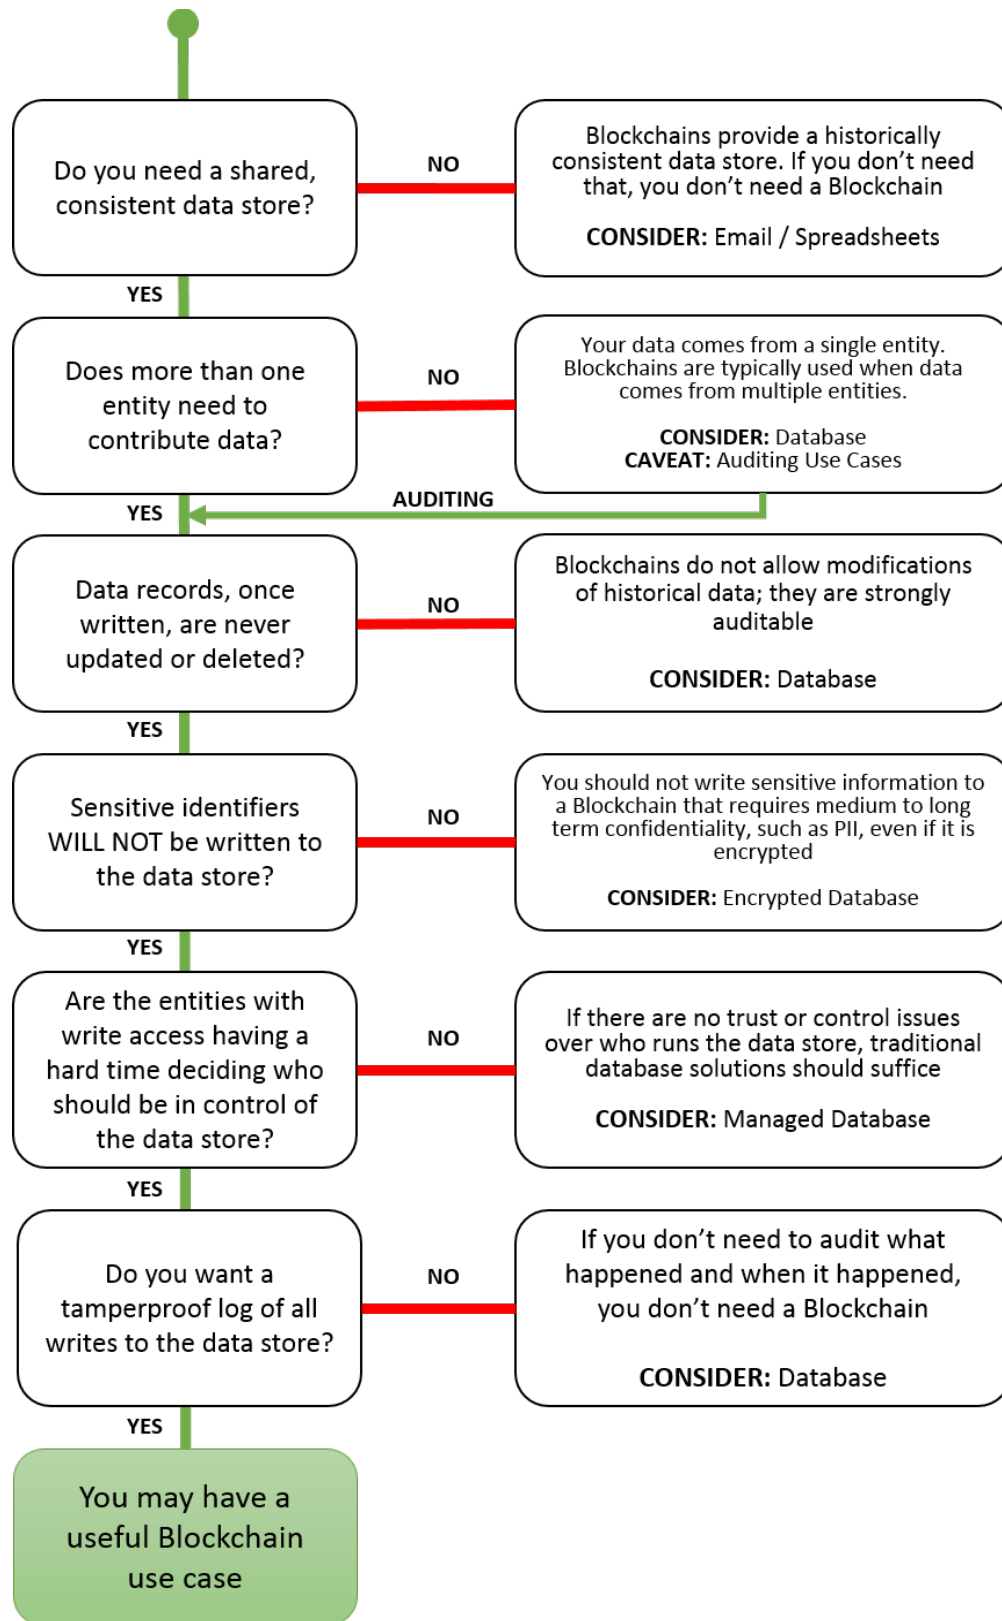 Do you need a shared,
consistent data store?
NO
Blockchains provide a historically
consistent data store. If you don’t need
that, you don’t need a Blockchain
CONSIDER: Email / Spreadsheets
YES
Does more than one
entity need to
contribute data?
NO
Your data comes from a single entity.
Blockchains are typically used when data
comes from multiple entities.
CONSIDER: Database
CAVEAT: Auditing Use Cases
AUDITING
YES
Data records, once
written, are never
updated or deleted?
NO
Blockchains do not allow modifications
of historical data; they are strongly
auditable
CONSIDER: Database
YES
Sensitive identifiers
WILL NOT be written to
the data store?
NO
You should not write sensitive information to
a Blockchain that requires medium to long
term confidentiality, such as PII, even if it is
encrypted
CONSIDER: Encrypted Database
YES
Are the entities with
write access having a
hard time deciding who
should be in control of
the data store?
NO
If there are no trust or control issues
over who runs the data store, traditional
database solutions should suffice
CONSIDER: Managed Database
YES
Do you want a
tamperproof log of all
writes to the data store?
NO
If you don’t need to audit what
happened and when it happened,
you don’t need a Blockchain
CONSIDER: Database
YES
You may have a
useful Blockchain
use case